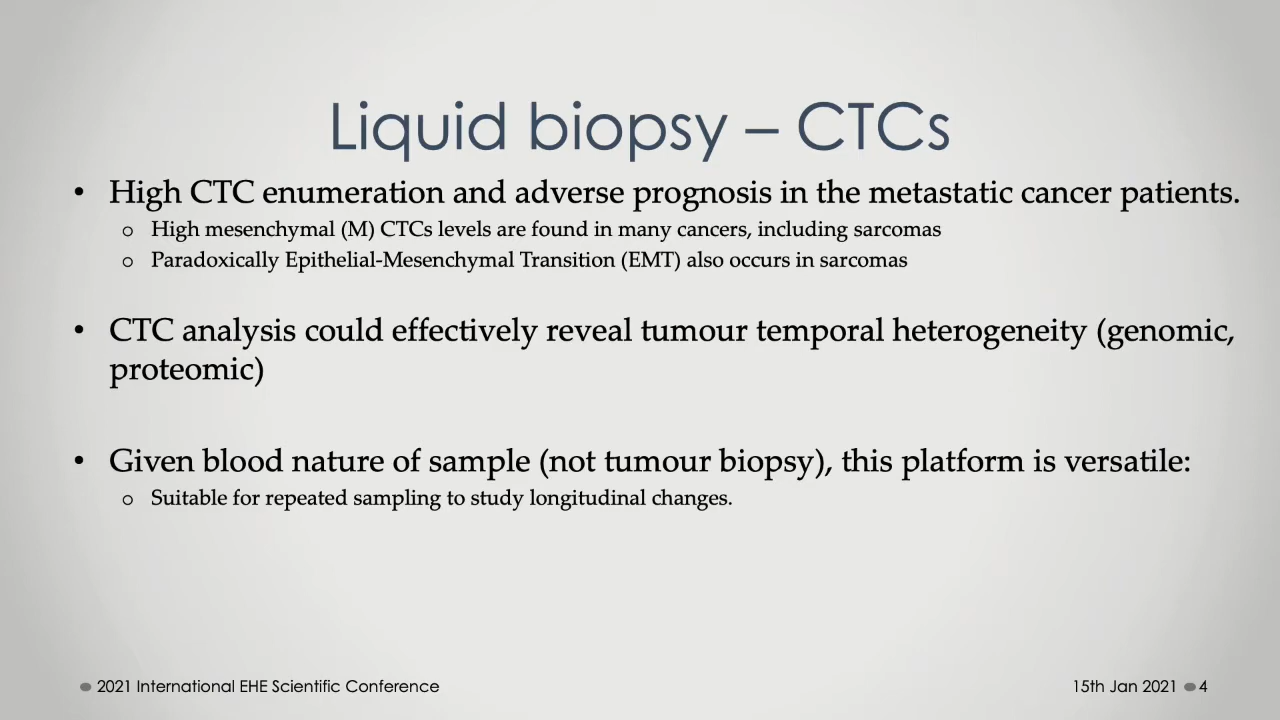 Liquid biopsy – CTCs
• High CTC enumeration and adverse prognosis in the metastatic cancer patients.
o High mesenchymal (M) CTCs levels are found in many cancers, including sarcomas
o Paradoxically Epithelial-Mesenchymal Transition (EMT) also occurs in sarcomas
• CTC analysis could effectively reveal tumour temporal heterogeneity (genomic,
proteomic)
• Given blood nature of sample (not tumour biopsy), this platform is versatile:
o Suitable for repeated sampling to study longitudinal changes.
2021 International EHE Scientific Conference
15th Jan 2021 4